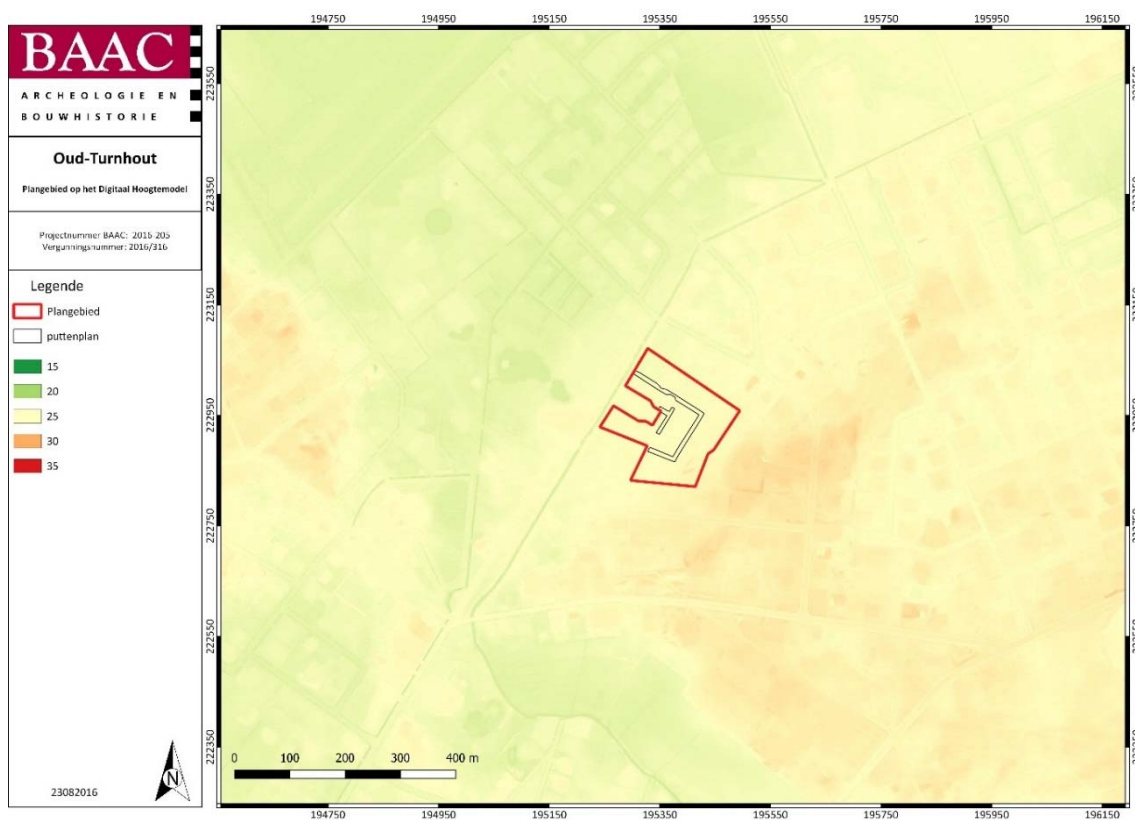 BAAC
ARCHEOLOGIE EN
BOUWHISTORIE
Oud-Turnhout
Plangebied op het Digitaal Hoogtemodel
Projectnummer BAAC: 2016-205
Vergunningsnummer: 2016/316
Legende
Plangebied
puttenplan
15
20
25
30
35
N
23082016
194750 194950 195150 195350 195550 195750 195950 196150
223550
223350
223150
222950
222750
222550
222350
0 100 200 300 400 m
194750 194950 195150 195350 195550 195750 195950 196150